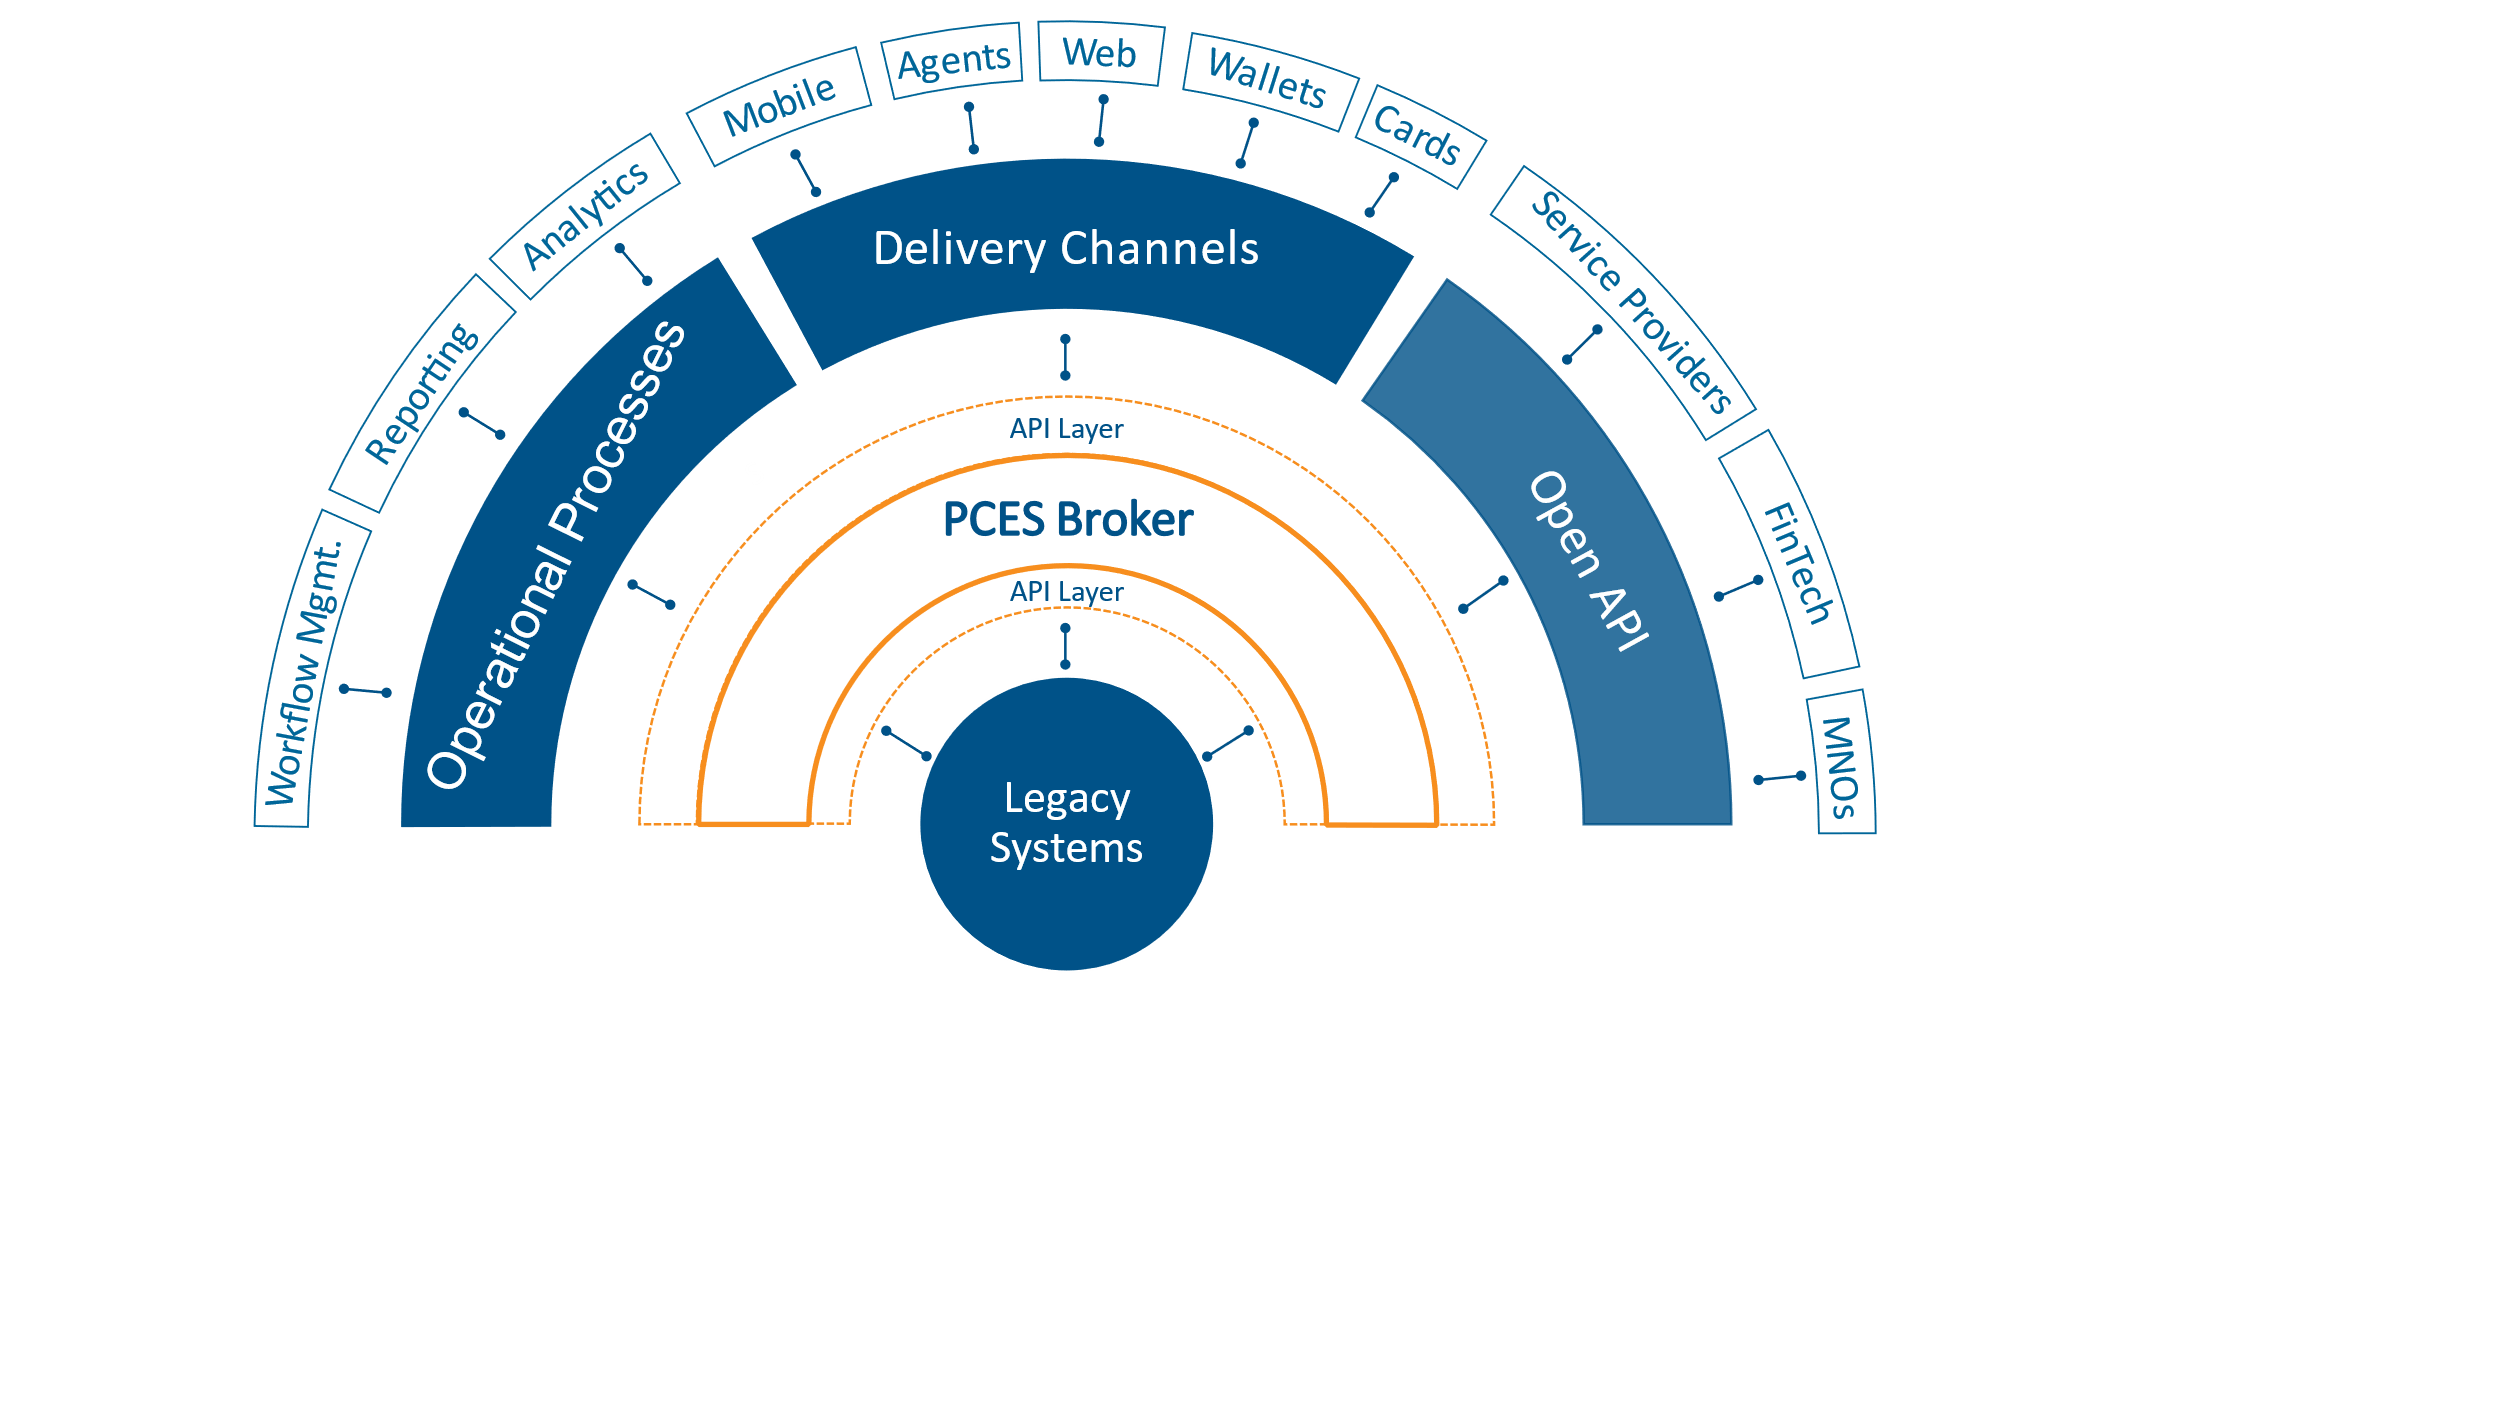 Workflow Mgmt.
Reporting
Analytics
Mobile
Agents
Web
Wallets
Cards
Service Providers
FinTech
MNOs
Operational Processes
Delivery Channels
Open API
API Layer
PCES Broker
API Layer
Legacy
Systems